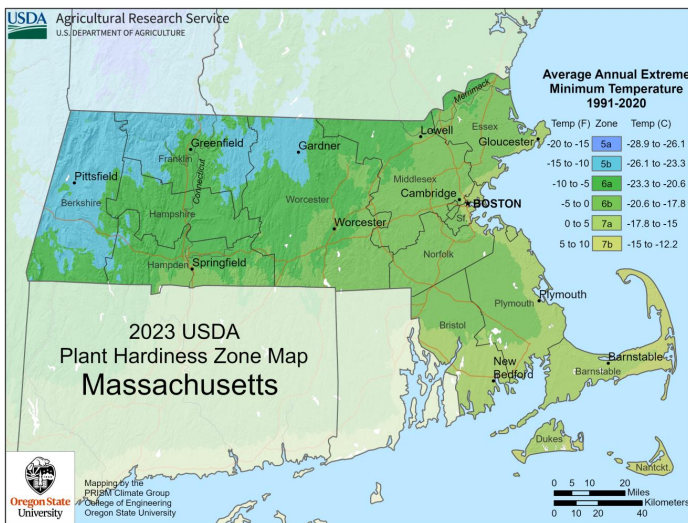 USDA
Agricultural Research Service
U.S. DEPARTMENT OF AGRICULTURE
Average Annual Extreme
Minimum Temperature
1991-2020
Temp (F) Zone Temp (C)
-20 to -15 5a -28.9 to -26.1
-15 to -10 5b -26.1 to -23.3
-10 to -5 6a -23.3 to -20.6
-5 to 0 6b -20.6 to -17.8
0 to 5 7a -17.8 to -15
5 to 10 7b -15 to -12.2
Merrimack
Essex
Lowell
Gloucester
Greenfield
Franklin
Connecticut
Gardner
Pittsfield
Berkshire
Middlesex
Cambridge
BOSTON
Sf.
Hampshire
Worcester
Worcester
Norfolk
Hampden
Springfield
Plymouth
Plymouth
Bristol
New
Bedford
Barnstable
Barnstable
Dukes
Nantckt.
2023 USDA
Plant Hardiness Zone Map
Massachusetts
Oregon State
University
Mapping by the
PRISM Climate Group
College of Engineering
Oregon State University
0 5 10 20
Miles
Kilometers
0 10 20 40